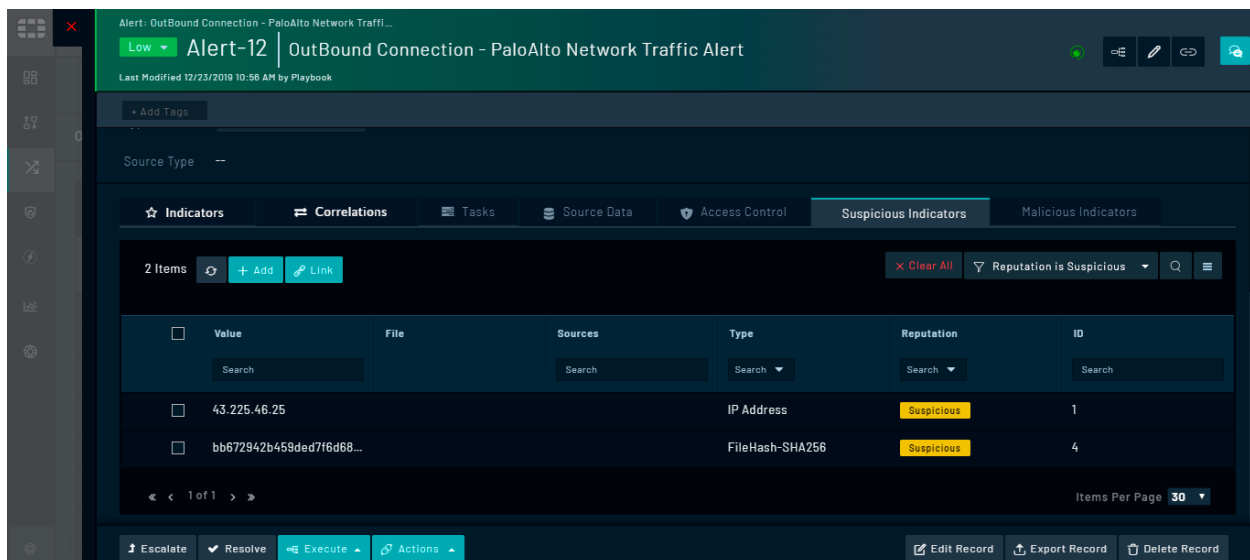 Alert: OutBound Connection - PaloAlto Network Traffi...
Low Alert-12 OutBound Connection - PaloAlto Network Traffic Alert
Last Modified 12/23/2019 10:56 AM by Playbook
+ Add Tags
Source Type --
Indicators Correlations Tasks Source Data Access Control Suspicious Indicators Malicious Indicators
2 Items + Add Link × Clear All Reputation is Suspicious
Value File Sources Type Reputation ID
Search Search Search Search Search
43.225.46.25 IP Address Suspicious 1
bb672942b459ded7f6d68... FileHash-SHA256 Suspicious 4
« ‹ 1 of 1 › » Items Per Page 30
Escalate Resolve Execute Actions Edit Record Export Record Delete Record